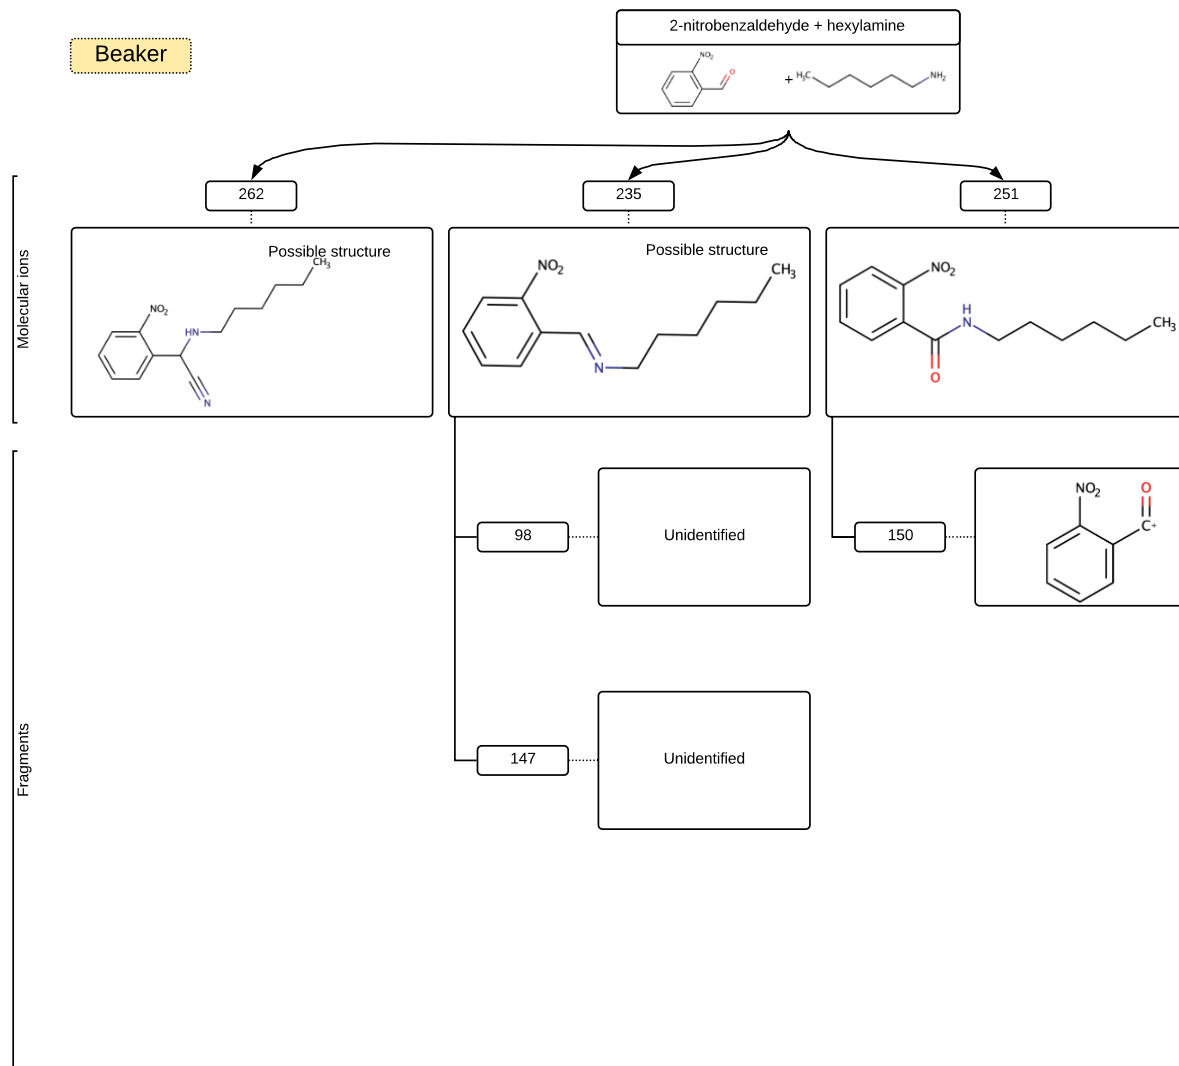 2-nitrobenzaldehyde + hexylamine
Beaker
NO2
O
+
H3C
NH2
262
235
251
Molecular ions
Possible structure
CH3
NO2
HN
N
Possible structure
NO2
CH3
N
NO2
H
N
CH3
O
Fragments
98
Unidentified
150
NO2
O
C+
147
Unidentified